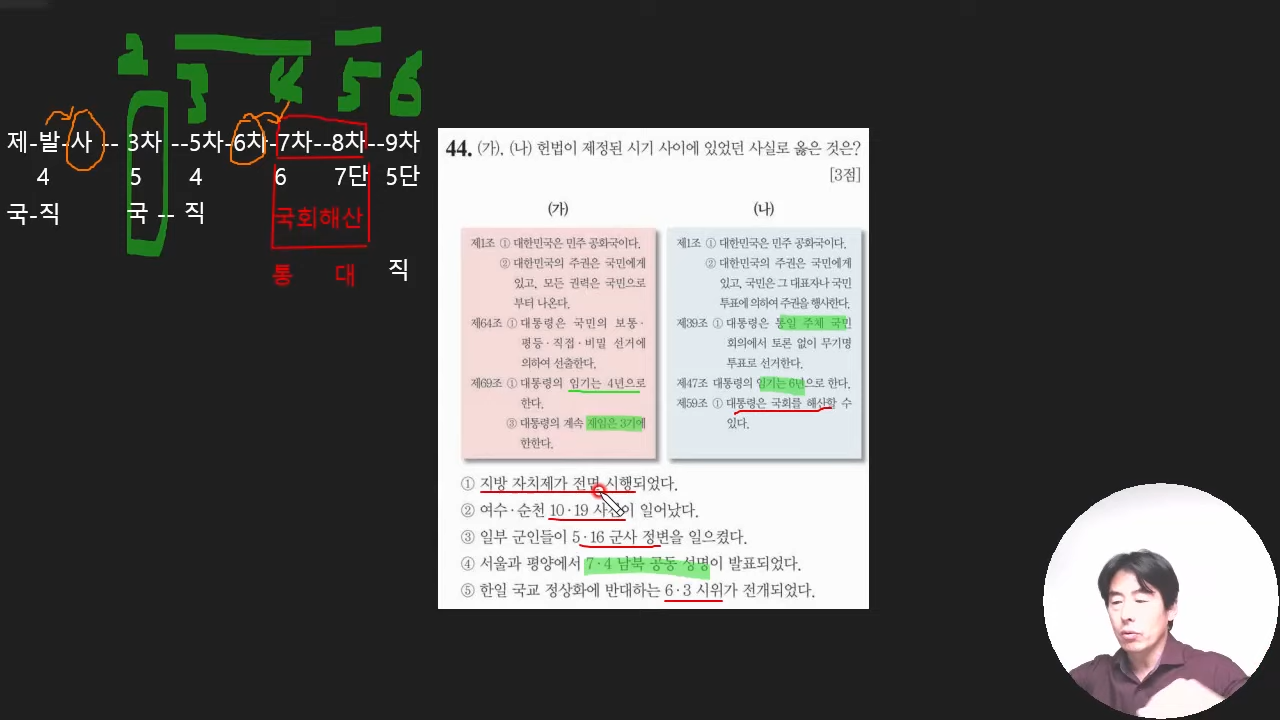 2 3 4 5 6
제-발-사 -- 3차 --5차-6차-7차--8차--9차
4 5 4 6 7단 5단
국-직 국 -- 직 국회해산
통 대 직
44. (가), (나) 헌법이 제정된 시기 사이에 있었던 사실로 옳은 것은?
[3점]
(가)
제1조 ① 대한민국은 민주 공화국이다.
② 대한민국의 주권은 국민에게
있고, 모든 권력은 국민으로
부터 나온다.
제64조 ① 대통령은 국민의 보통·
평등·직접·비밀 선거에
의하여 선출한다.
제69조 ① 대통령의 임기는 4년으로
한다.
③ 대통령의 계속 재임은 3기에
한한다.
(나)
제1조 ① 대한민국은 민주 공화국이다.
② 대한민국의 주권은 국민에게
있고, 국민은 그 대표자나 국민
투표에 의하여 주권을 행사한다.
제39조 ① 대통령은 통일 주체 국민
회의에서 토론 없이 무기명
투표로 선거한다.
제47조 대통령의 임기는 6년으로 한다.
제59조 ① 대통령은 국회를 해산할 수
있다.
① 지방 자치제가 전면 시행되었다.
② 여수·순천 10·19 사건이 일어났다.
③ 일부 군인들이 5·16 군사 정변을 일으켰다.
④ 서울과 평양에서 7·4 남북 공동 성명이 발표되었다.
⑤ 한일 국교 정상화에 반대하는 6·3 시위가 전개되었다.